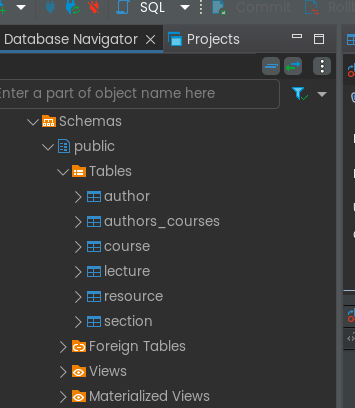 SQL Commit
Database Navigator Projects
Enter a part of object name here
Schemas
public
Tables
author
authors_courses
course
lecture
resource
section
Foreign Tables
Views
Materialized Views